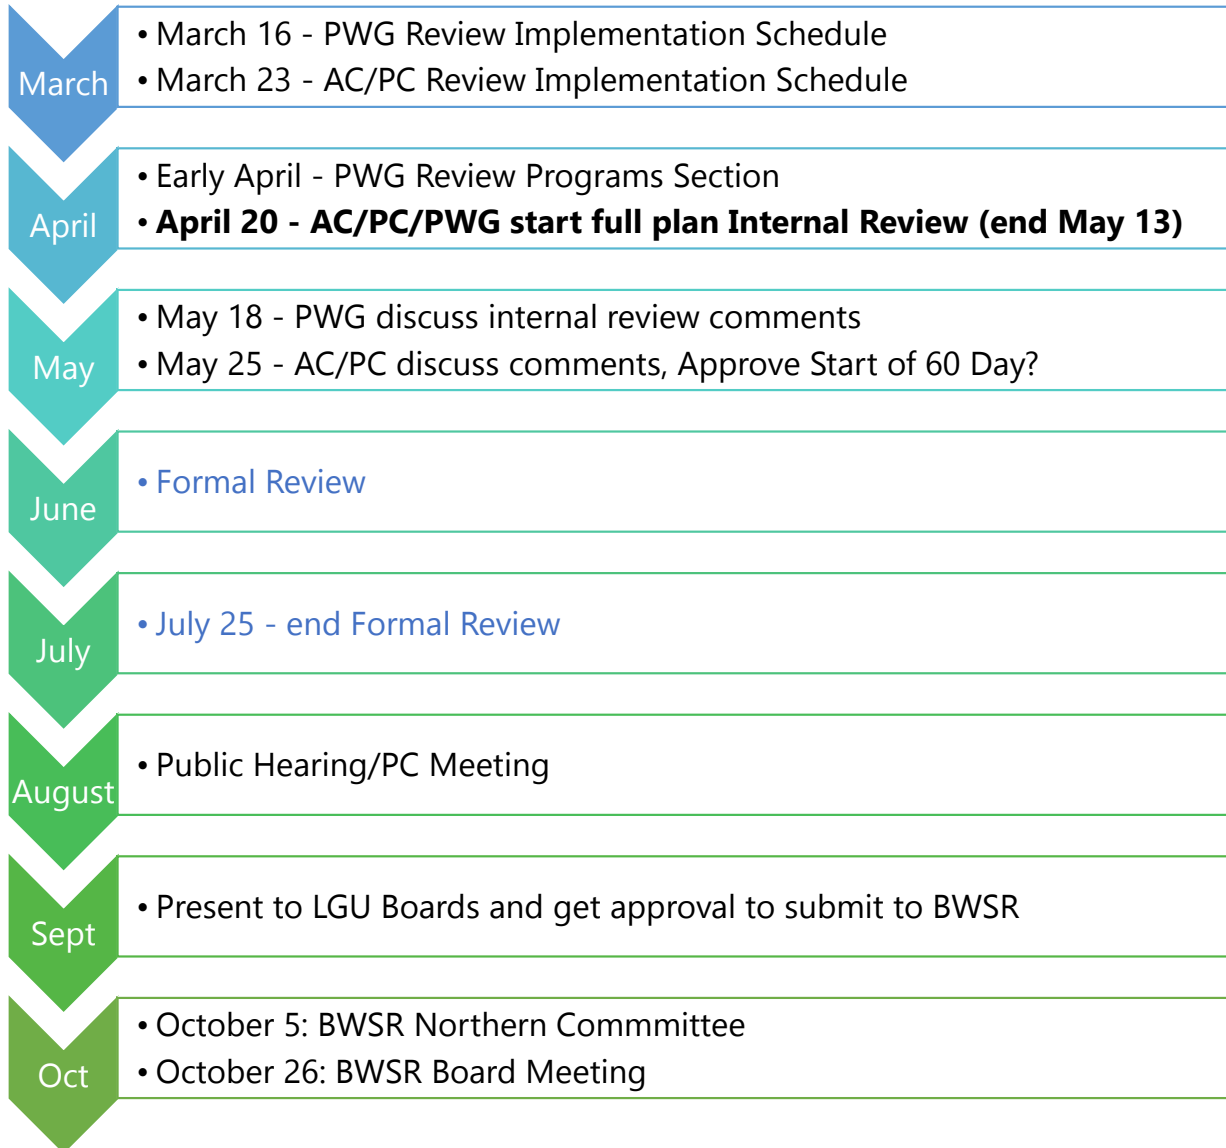 March
• March 16 - PWG Review Implementation Schedule
• March 23 - AC/PC Review Implementation Schedule
April
• Early April - PWG Review Programs Section
• April 20 - AC/PC/PWG start full plan Internal Review (end May 13)
May
• May 18 - PWG discuss internal review comments
• May 25 - AC/PC discuss comments, Approve Start of 60 Day?
June
• Formal Review
July
• July 25 - end Formal Review
August
• Public Hearing/PC Meeting
Sept
• Present to LGU Boards and get approval to submit to BWSR
Oct
• October 5: BWSR Northern Commmittee
• October 26: BWSR Board Meeting